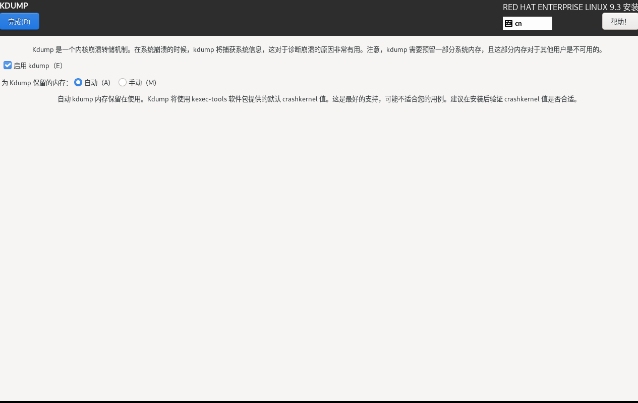 KDUMP
RED HAT ENTERPRISE LINUX 9.3 安装
完成(D)
cn
帮助!
Kdump 是一个内核崩溃转储机制。在系统崩溃的时候，kdump 将捕获系统信息，这对于诊断崩溃的原因非常有用。注意，kdump 需要预留一部分系统内存，且这部分内存对于其他用户是不可用的。
启用 kdump（E）
为 Kdump 保留的内存： 自动（A） 手动（M）
自动 kdump 内存保留在使用。Kdump 将使用 kexec-tools 软件包提供的默认 crashkernel 值。这是最好的支持，可能不适合您的用例。建议在安装后验证 crashkernel 值是否合适。